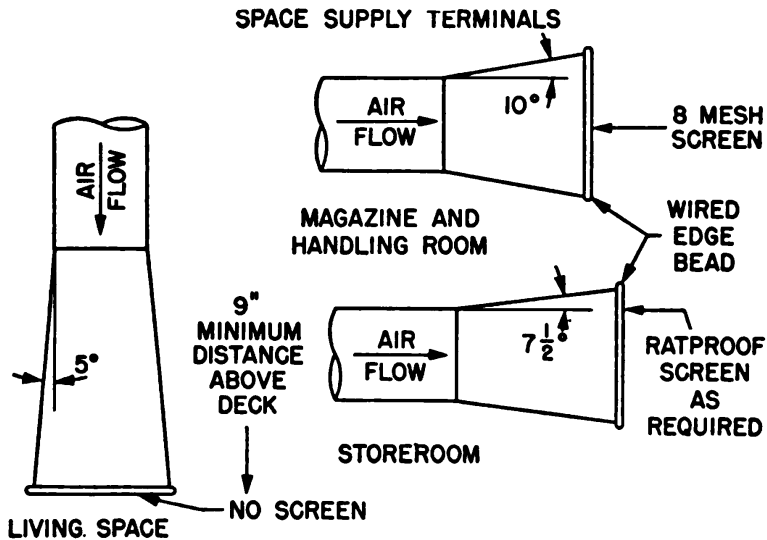 SPACE SUPPLY TERMINALS
AIR
FLOW
10°
8 MESH
SCREEN
MAGAZINE AND
HANDLING ROOM
WIRED
EDGE
BEAD
AIR
FLOW
5°
9"
MINIMUM
DISTANCE
ABOVE
DECK
NO SCREEN
LIVING. SPACE
AIR
FLOW
7 1/2°
RATPROOF
SCREEN
AS
REQUIRED
STOREROOM